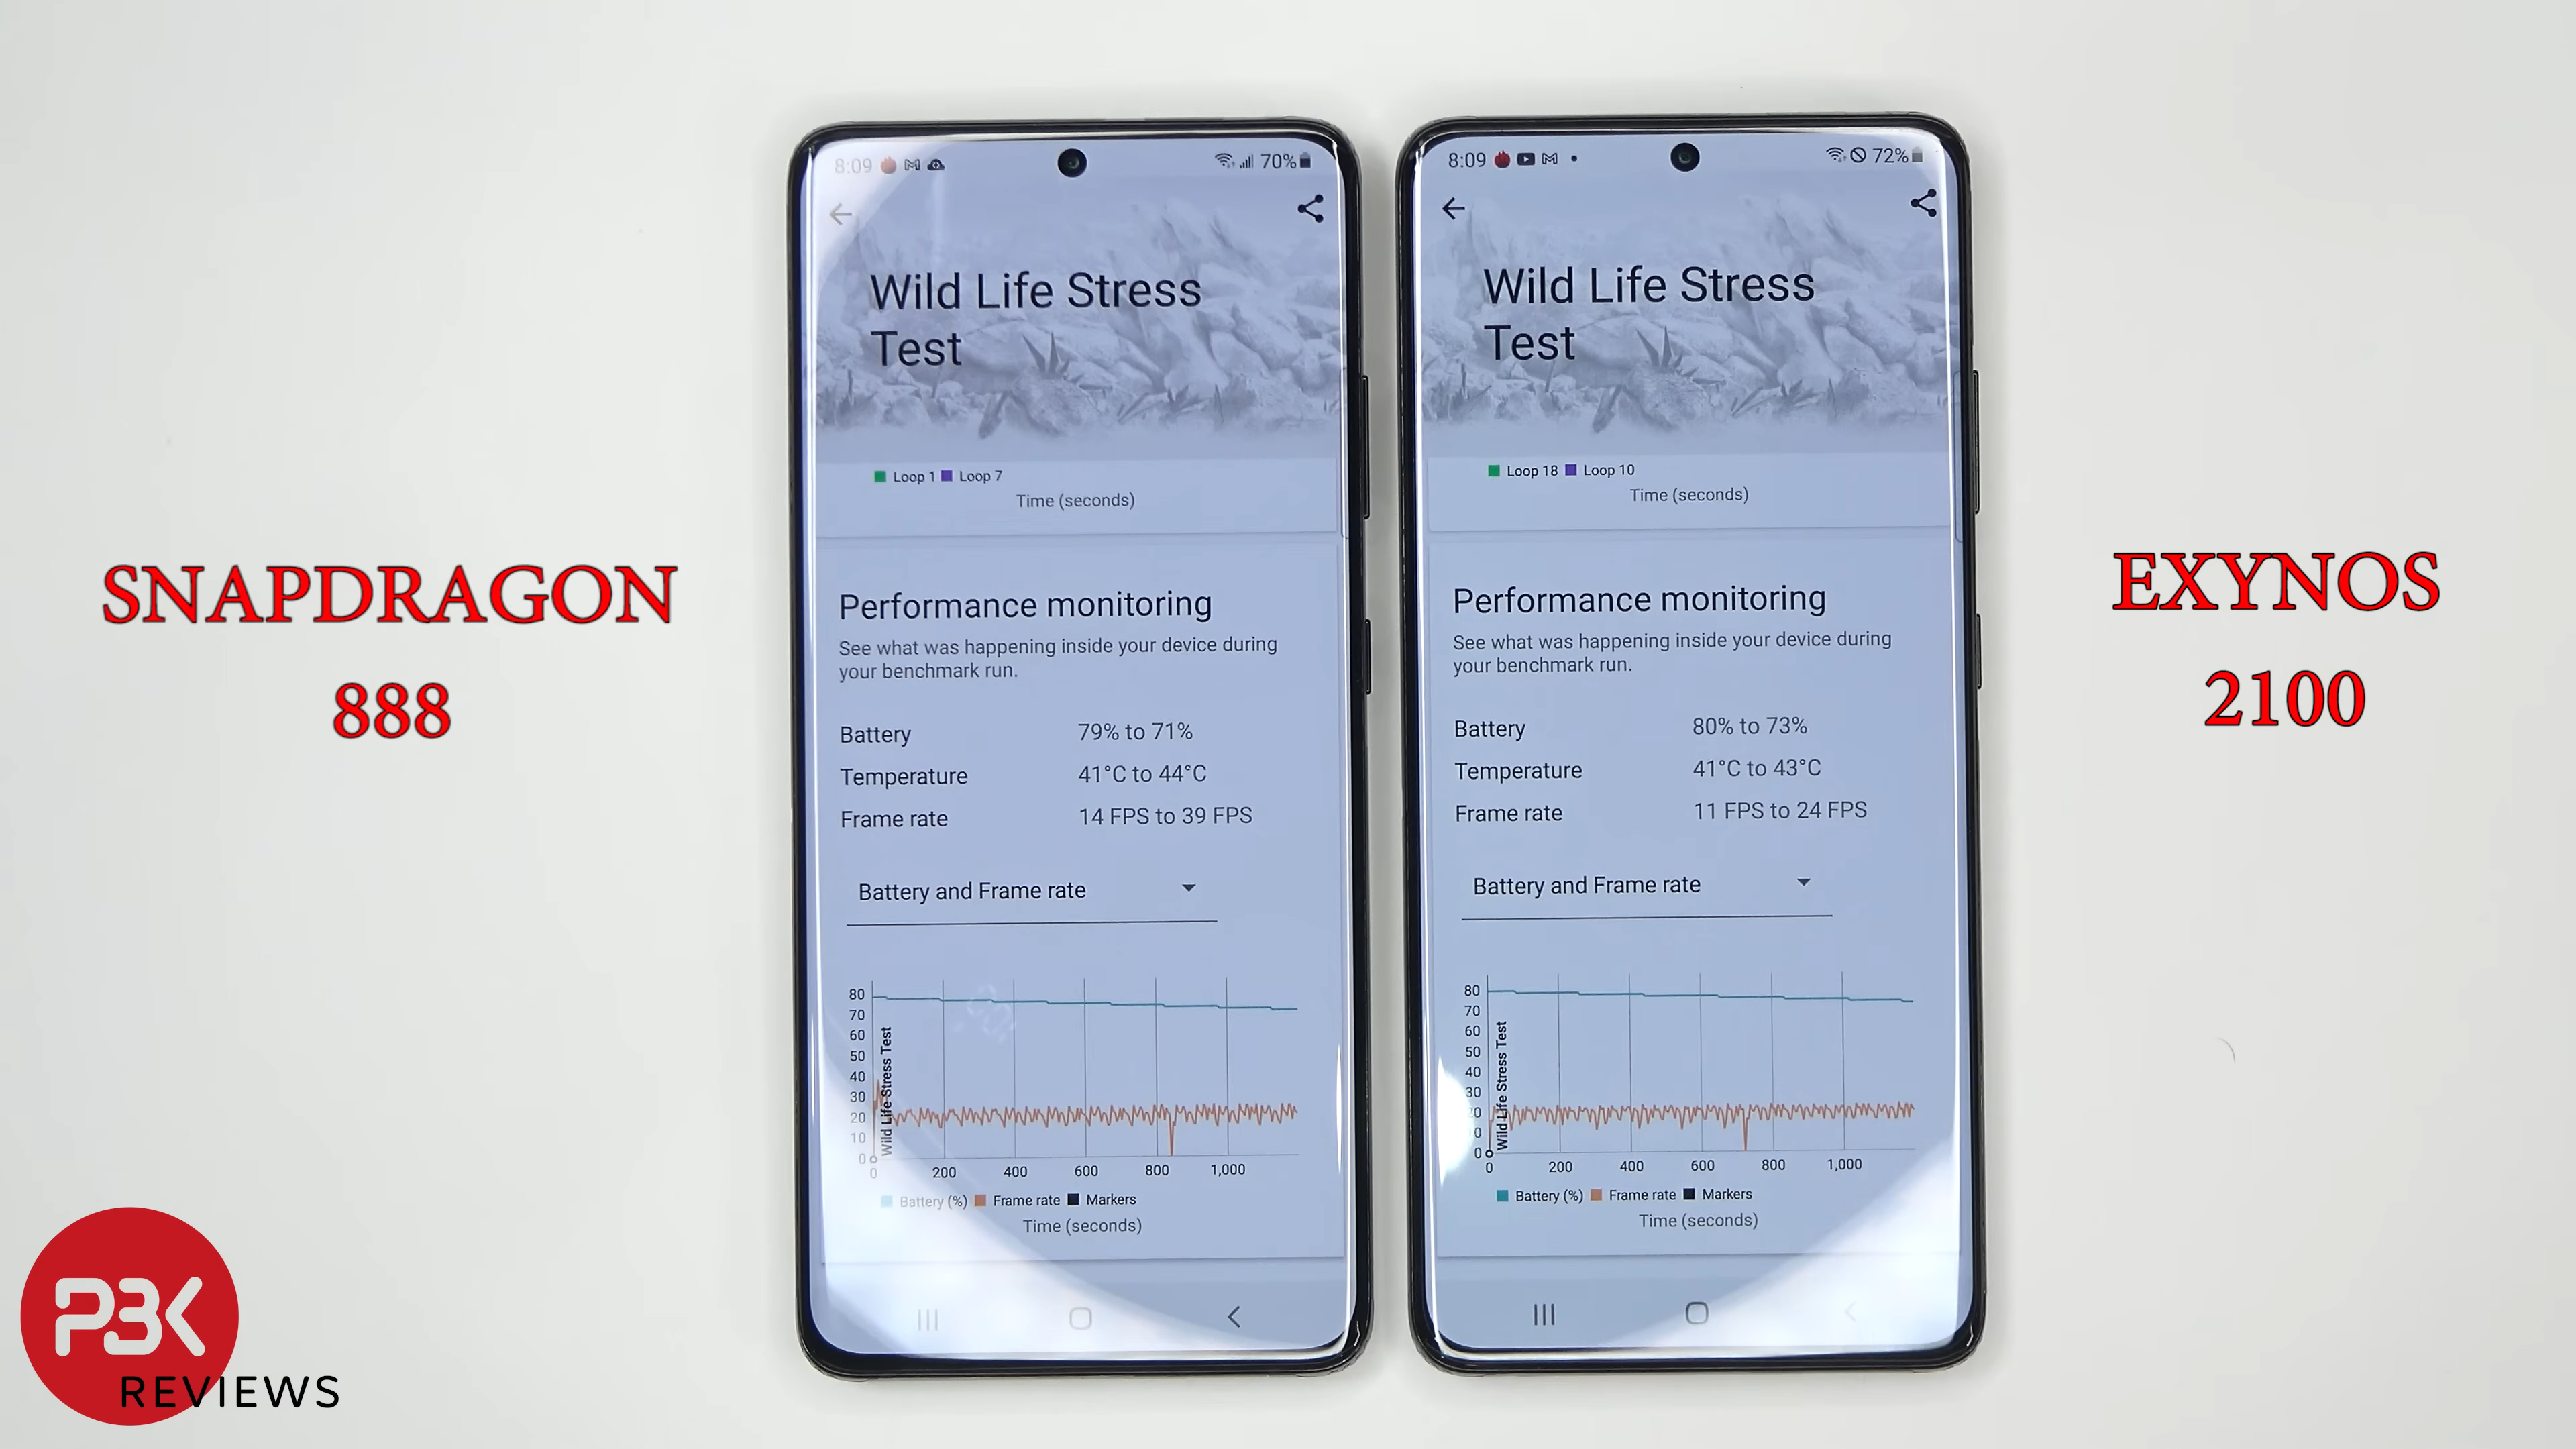 SNAPDRAGON
888
8:09
70%
Wild Life Stress
Test
Loop 1 Loop 7
Time (seconds)
Performance monitoring
See what was happening inside your device during
your benchmark run.
Battery 79% to 71%
Temperature 41°C to 44°C
Frame rate 14 FPS to 39 FPS
Battery and Frame rate
80
70
60
50
40
30
20
10
0
Wild Life Stress Test
0 200 400 600 800 1,000
Battery (%) Frame rate Markers
Time (seconds)
8:09
72%
Wild Life Stress
Test
Loop 18 Loop 10
Time (seconds)
Performance monitoring
See what was happening inside your device during
your benchmark run.
Battery 80% to 73%
Temperature 41°C to 43°C
Frame rate 11 FPS to 24 FPS
Battery and Frame rate
80
70
60
50
40
30
20
10
0
Wild Life Stress Test
0 200 400 600 800 1,000
Battery (%) Frame rate Markers
Time (seconds)
EXYNOS
2100
PBK
REVIEWS